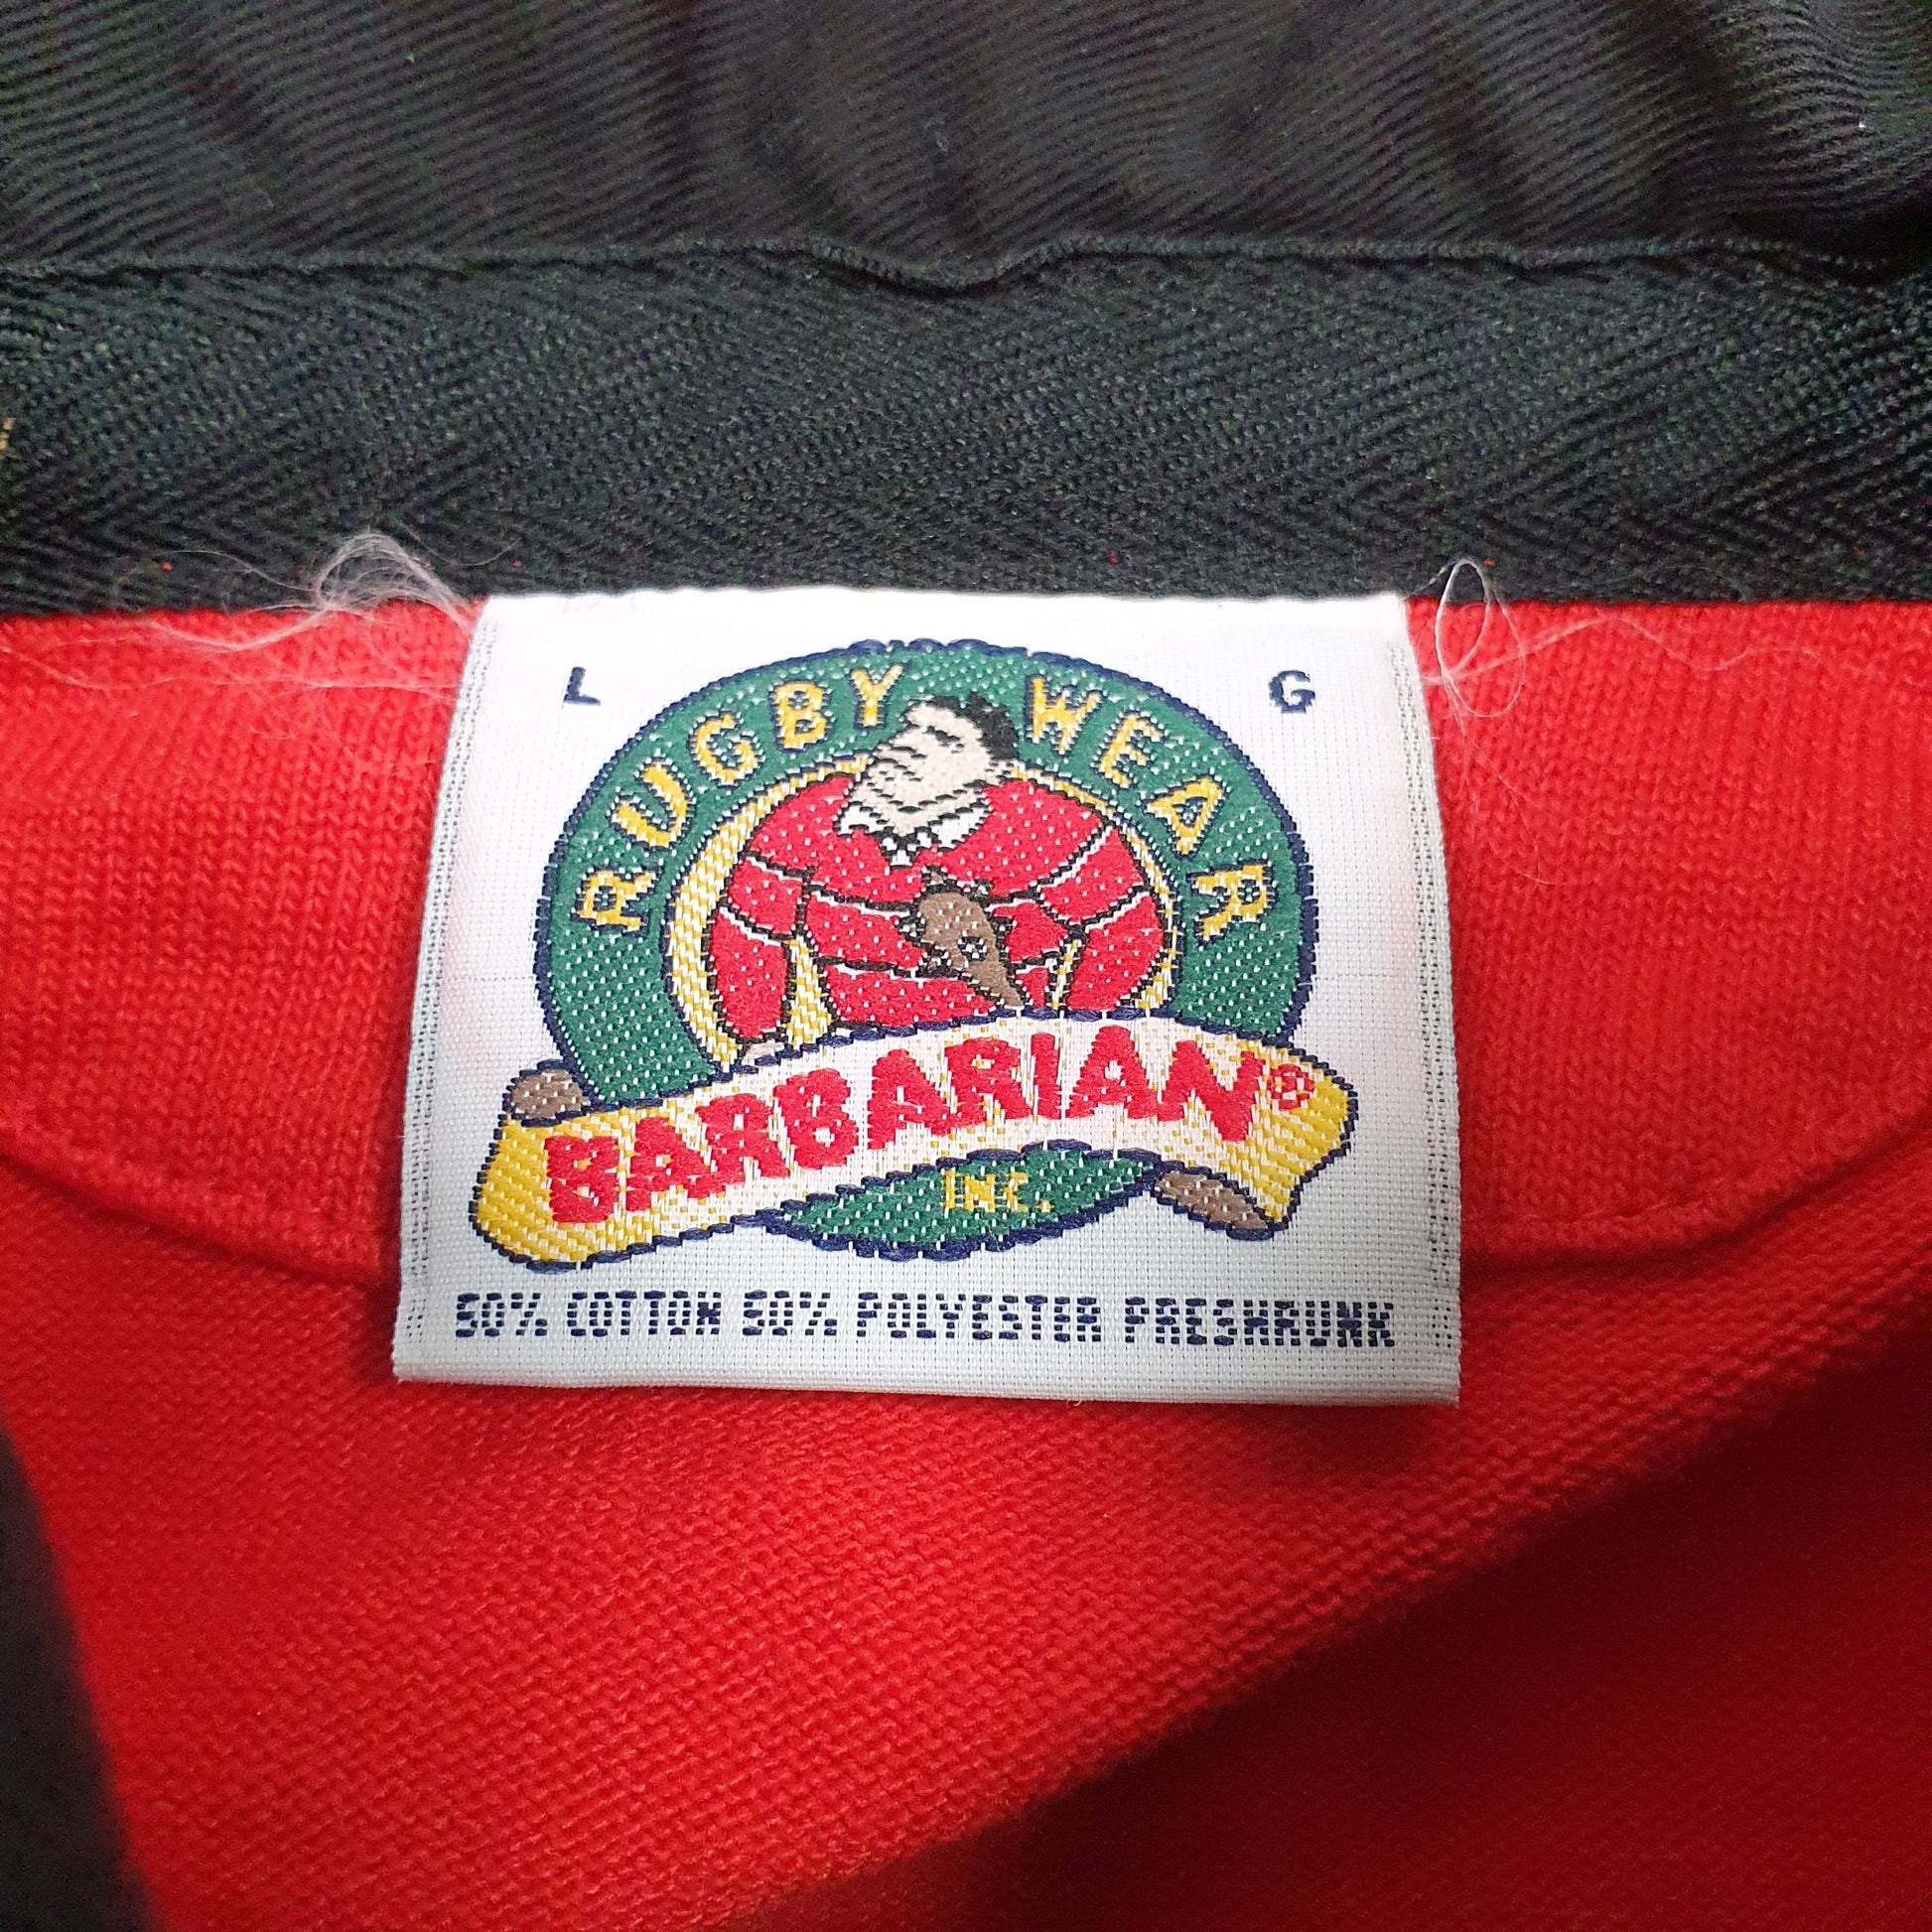 L G
RUGBY WEAR
BARBARIAN®
INC.
50% COTTON 50% POLYESTER PRESHRUNK